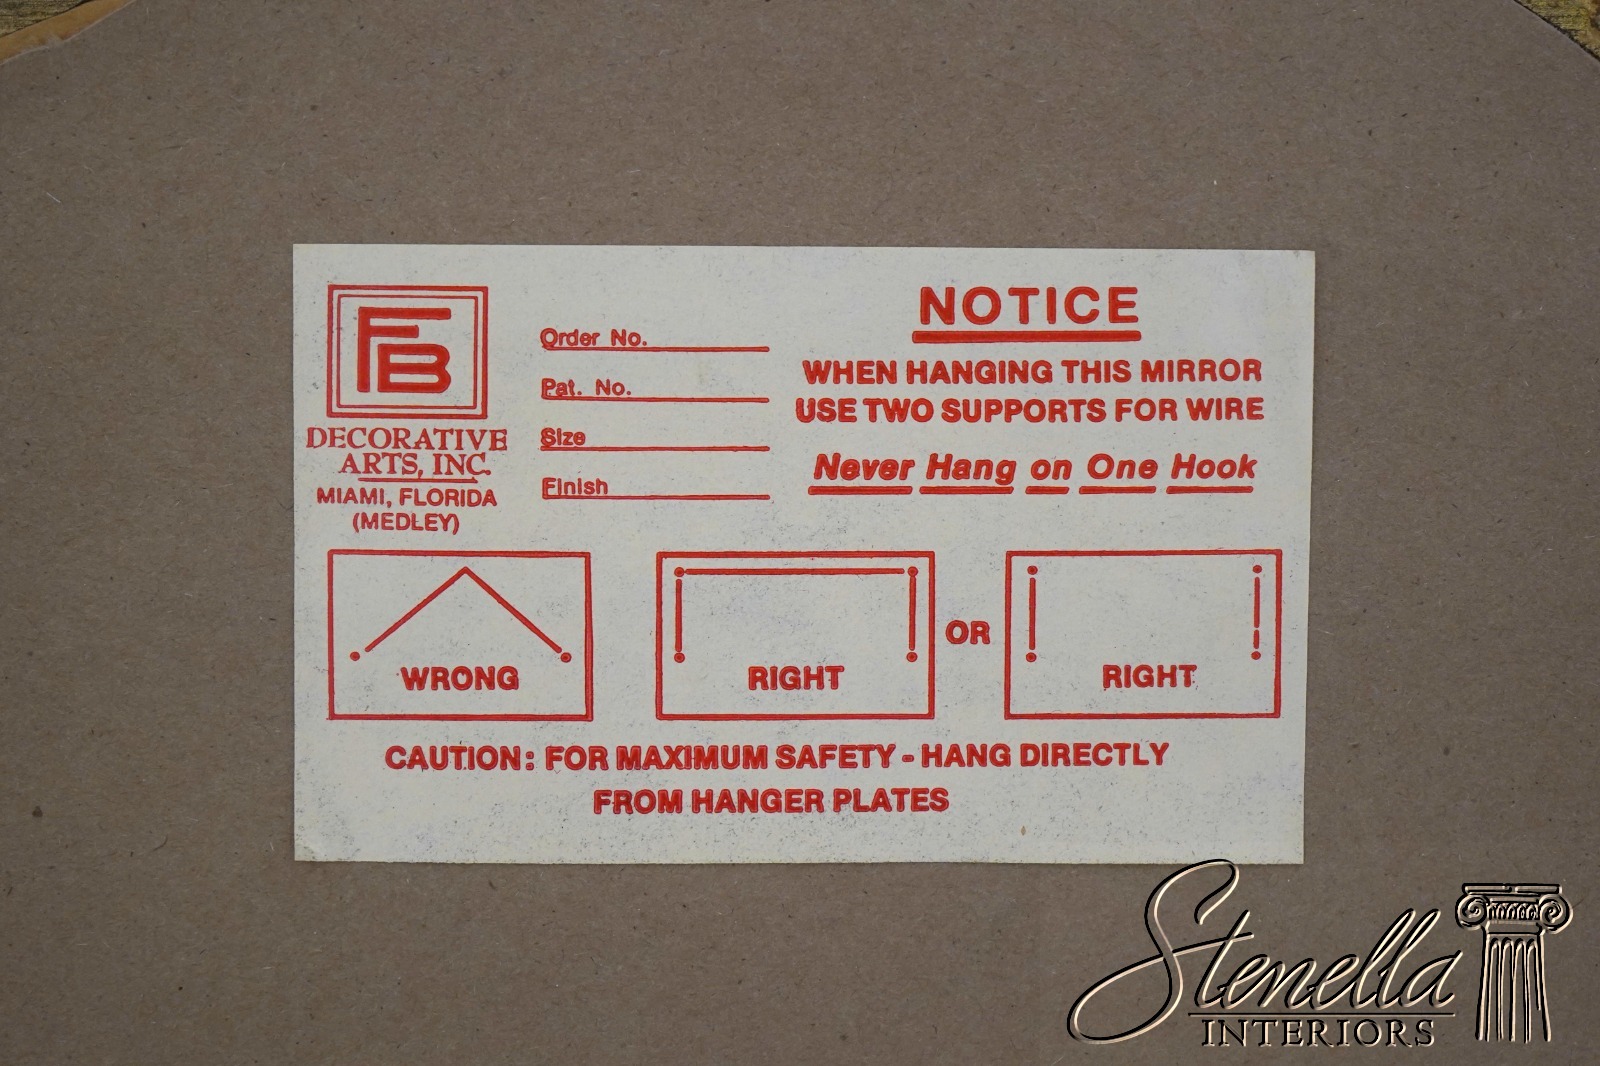 FB
DECORATIVE
ARTS, INC.
MIAMI, FLORIDA
(MEDLEY)
Order No.
Pat. No.
Size
Finish
NOTICE
WHEN HANGING THIS MIRROR
USE TWO SUPPORTS FOR WIRE
Never Hang on One Hook
WRONG
RIGHT
OR
RIGHT
CAUTION: FOR MAXIMUM SAFETY - HANG DIRECTLY
FROM HANGER PLATES
Stenella
INTERIORS